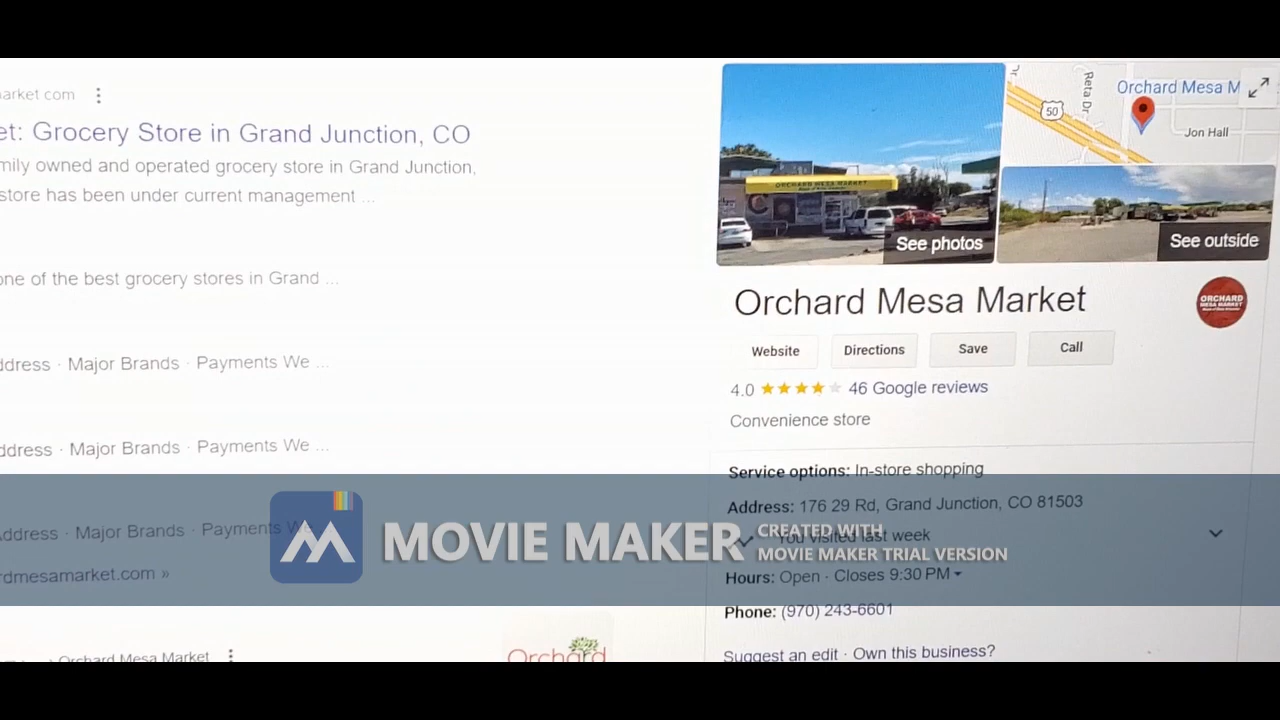 arket.com
et: Grocery Store in Grand Junction, CO
mily owned and operated grocery store in Grand Junction,
store has been under current management ...
one of the best grocery stores in Grand ...
ddress · Major Brands · Payments We ...
ddress · Major Brands · Payments We ...
Address · Major Brands · Payments We
rdmesamarket.com »
Orchard Mesa Market
Orchard
ORCHARD MESA MARKET
See photos
50
Reta Dr
Orchard Mesa M
Jon Hall
See outside
Orchard Mesa Market
ORCHARD
MESA MARKET
Website
Directions
Save
Call
4.0 46 Google reviews
Convenience store
Service options: In-store shopping
Address: 176 29 Rd, Grand Junction, CO 81503
You visited last week
Hours: Open · Closes 9:30 PM
Phone: (970) 243-6601
Suggest an edit · Own this business?
MOVIE MAKER
CREATED WITH
MOVIE MAKER TRIAL VERSION